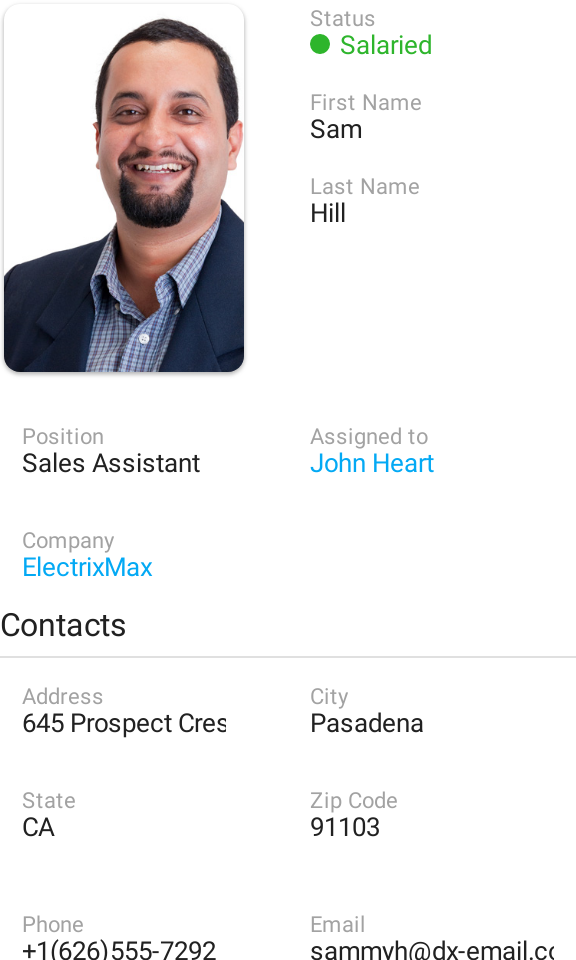 Status
Salaried
First Name
Sam
Last Name
Hill
Position
Sales Assistant
Assigned to
John Heart
Company
ElectrixMax
Contacts
Address
645 Prospect Cres
City
Pasadena
State
CA
Zip Code
91103
Phone
+1(626)555-7292
Email
sammyh@dx-email.co